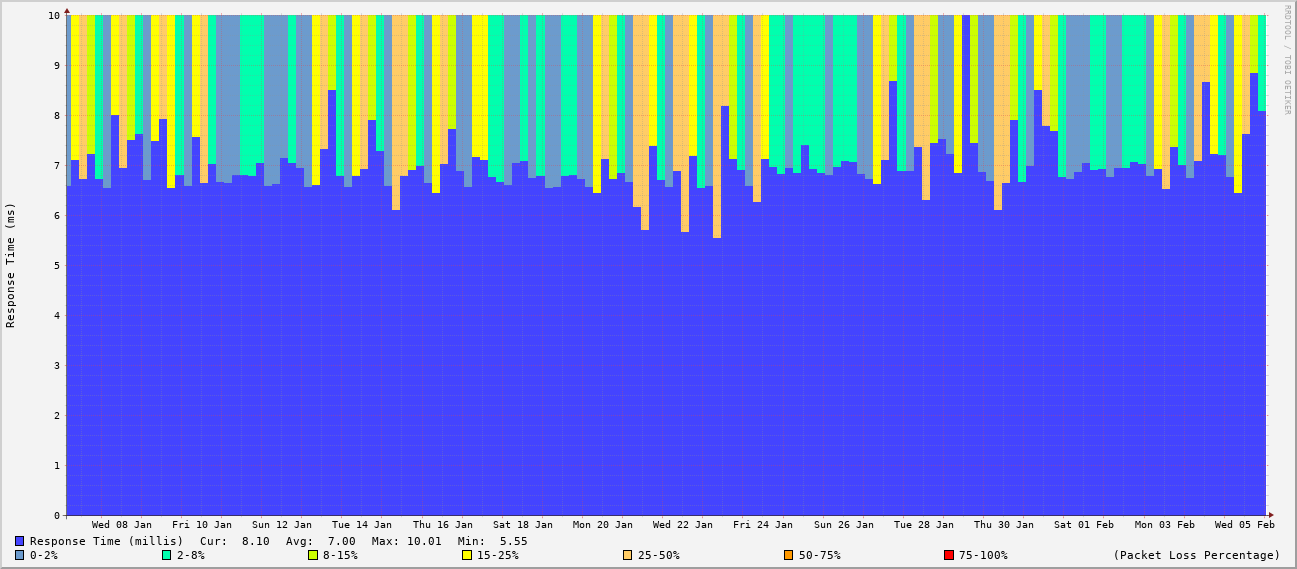 RRDTOOL / TOBI OETIKER
Response Time (ms)
10
9
8
7
6
5
4
3
2
1
0
Wed 08 Jan Fri 10 Jan Sun 12 Jan Tue 14 Jan Thu 16 Jan Sat 18 Jan Mon 20 Jan Wed 22 Jan Fri 24 Jan Sun 26 Jan Tue 28 Jan Thu 30 Jan Sat 01 Feb Mon 03 Feb Wed 05 Feb
Response Time (millis) Cur: 8.10 Avg: 7.00 Max: 10.01 Min: 5.55
0-2% 2-8% 8-15% 15-25% 25-50% 50-75% 75-100% (Packet Loss Percentage)